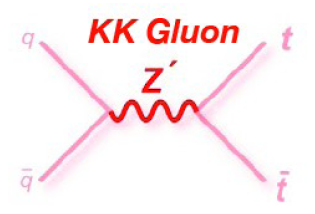 KK Gluon
q t
Z´
q̄ t̄